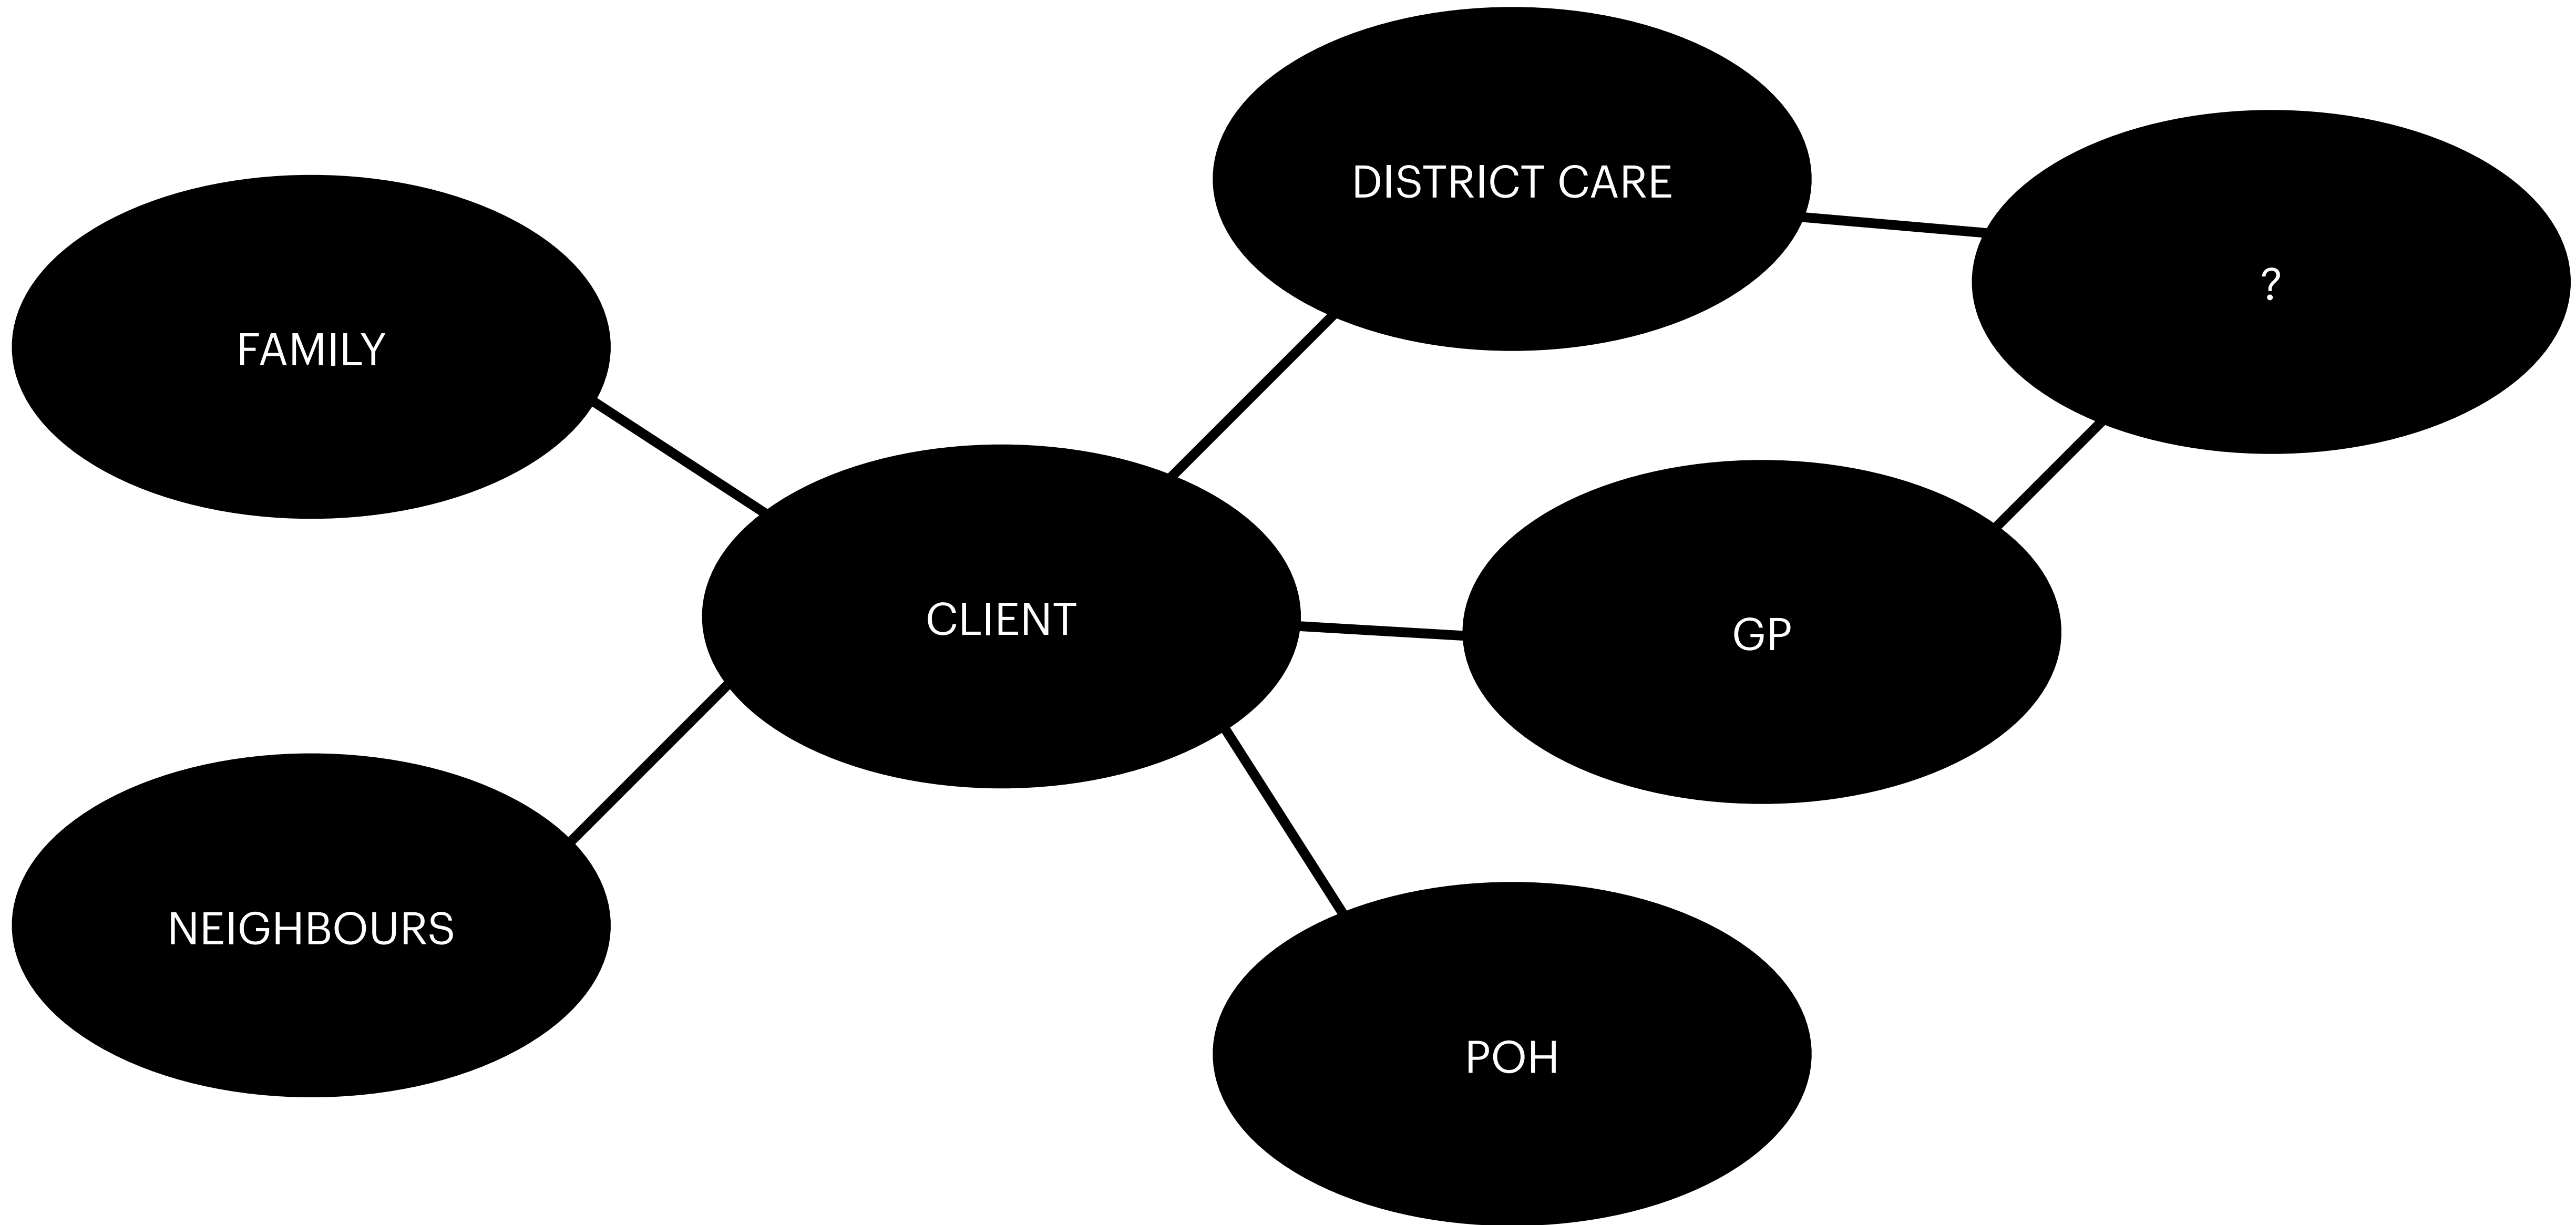 DISTRICT CARE
?
FAMILY
CLIENT
GP
NEIGHBOURS
POH